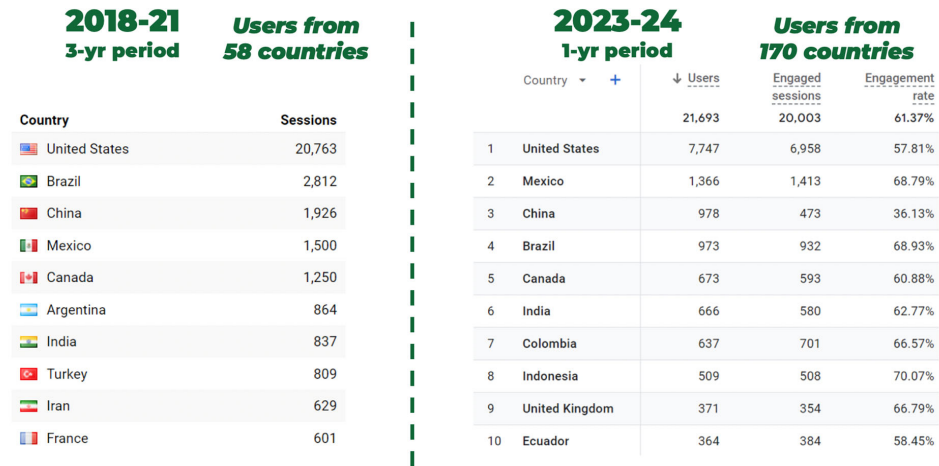 2018-21
3-yr period
Users from
58 countries
Country Sessions
United States 20,763
Brazil 2,812
China 1,926
Mexico 1,500
Canada 1,250
Argentina 864
India 837
Turkey 809
Iran 629
France 601
2023-24
1-yr period
Users from
170 countries
Country + ↓ Users Engaged sessions Engagement rate
21,693 20,003 61.37%
1 United States 7,747 6,958 57.81%
2 Mexico 1,366 1,413 68.79%
3 China 978 473 36.13%
4 Brazil 973 932 68.93%
5 Canada 673 593 60.88%
6 India 666 580 62.77%
7 Colombia 637 701 66.57%
8 Indonesia 509 508 70.07%
9 United Kingdom 371 354 66.79%
10 Ecuador 364 384 58.45%